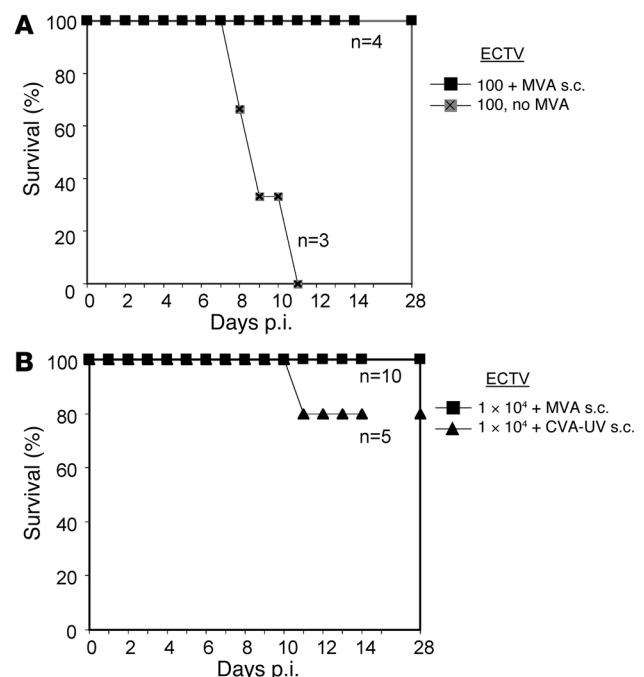 A
100
80
60
40
20
0
Survival (%)
0 2 4 6 8 10 12 14 28
Days p.i.
n=4
n=3
ECTV
100 + MVA s.c.
100, no MVA
B
100
80
60
40
20
0
Survival (%)
0 2 4 6 8 10 12 14 28
Days p.i.
n=10
n=5
ECTV
1 × 10⁴ + MVA s.c.
1 × 10⁴ + CVA-UV s.c.